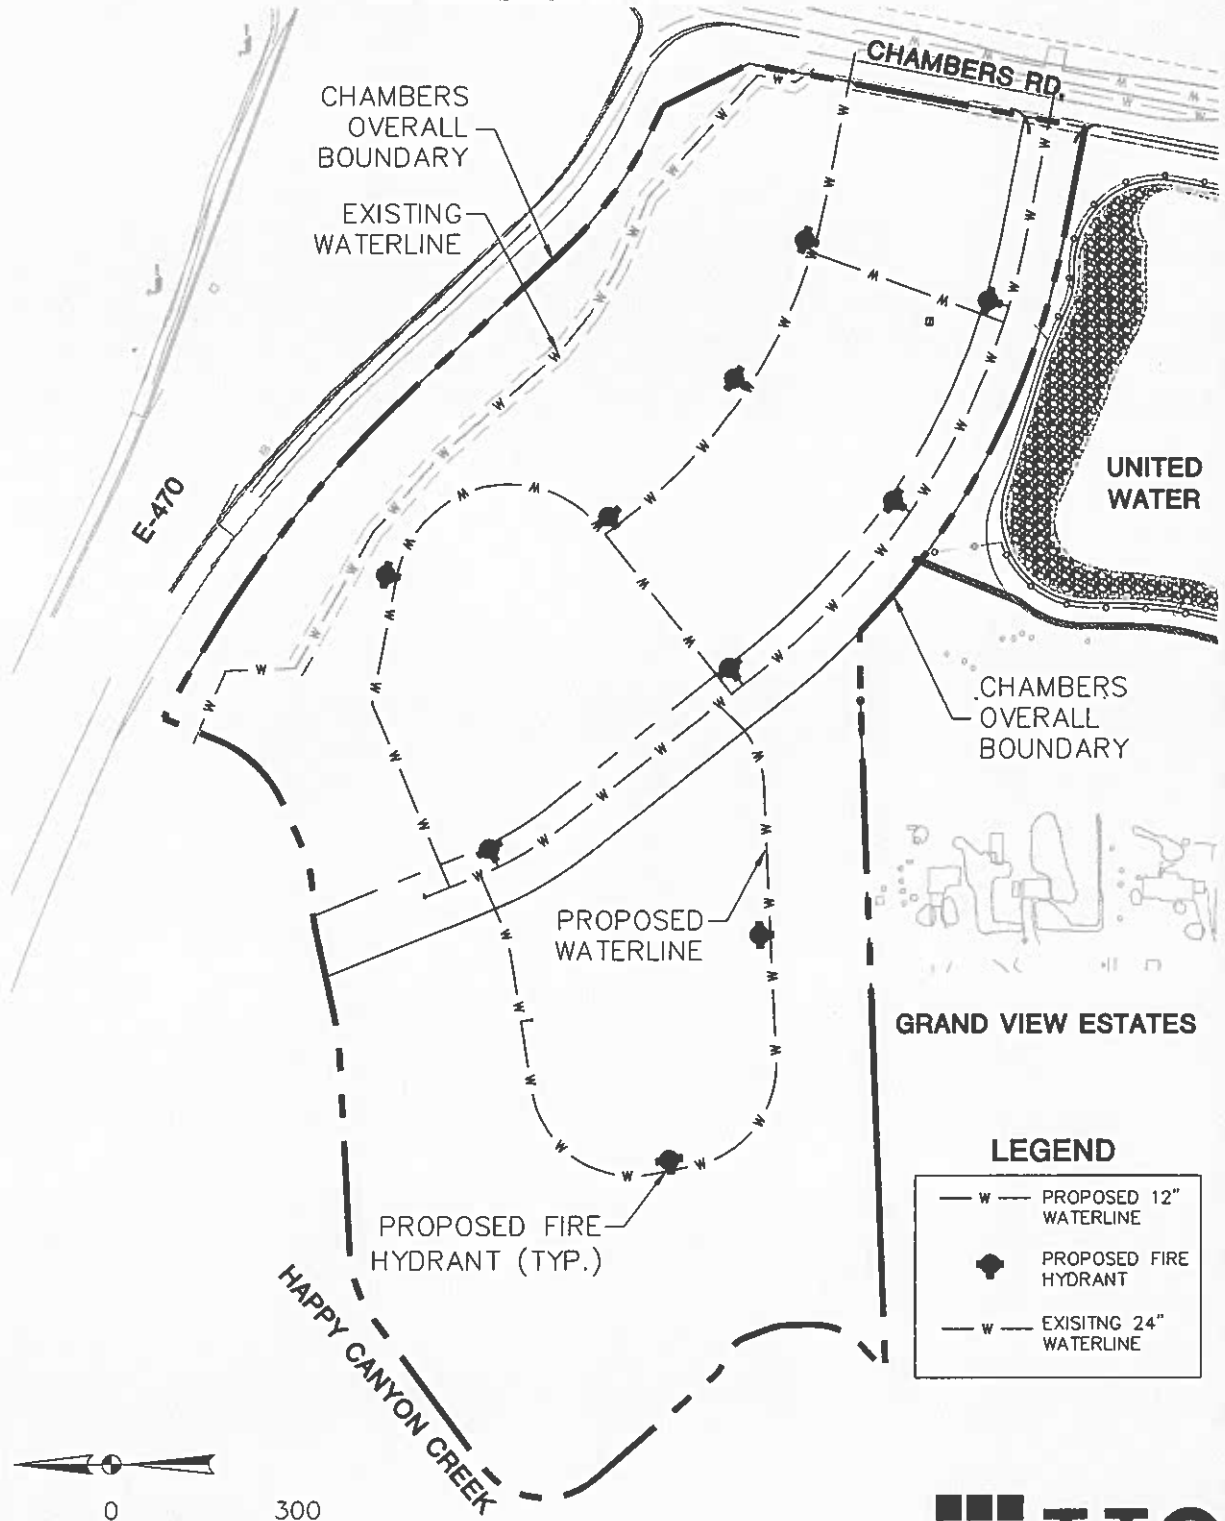 CHAMBERS RD.
CHAMBERS
OVERALL
BOUNDARY
EXISTING
WATERLINE
E-470
UNITED
WATER
CHAMBERS
OVERALL
BOUNDARY
PROPOSED
WATERLINE
GRAND VIEW ESTATES
PROPOSED FIRE
HYDRANT (TYP.)
HAPPY CANYON CREEK
LEGEND
W PROPOSED 12"
WATERLINE
PROPOSED FIRE
HYDRANT
W EXISITNG 24"
WATERLINE
0 300